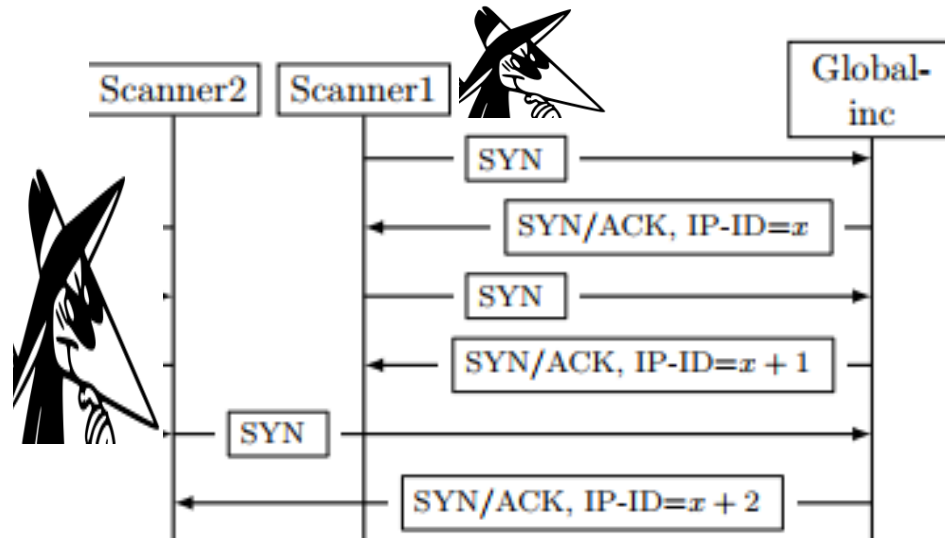 Scanner2
Scanner1
Global-
inc
SYN
SYN/ACK, IP-ID=x
SYN
SYN/ACK, IP-ID=x + 1
SYN
SYN/ACK, IP-ID=x + 2